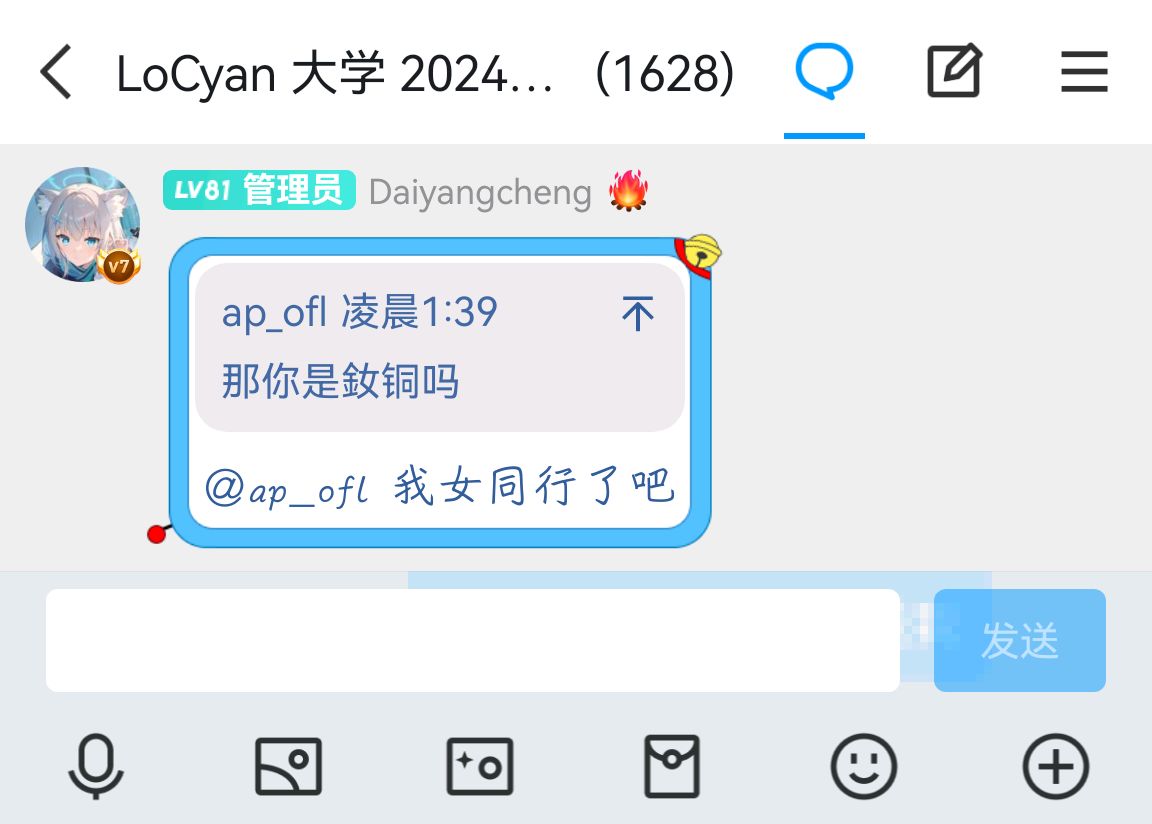 LoCyan 大学 2024... (1628)
LV81 管理员 Daiyangcheng
v7
ap_ofl 凌晨1:39
那你是敜铜吗
@ap_ofl 我女同行了吧
发送